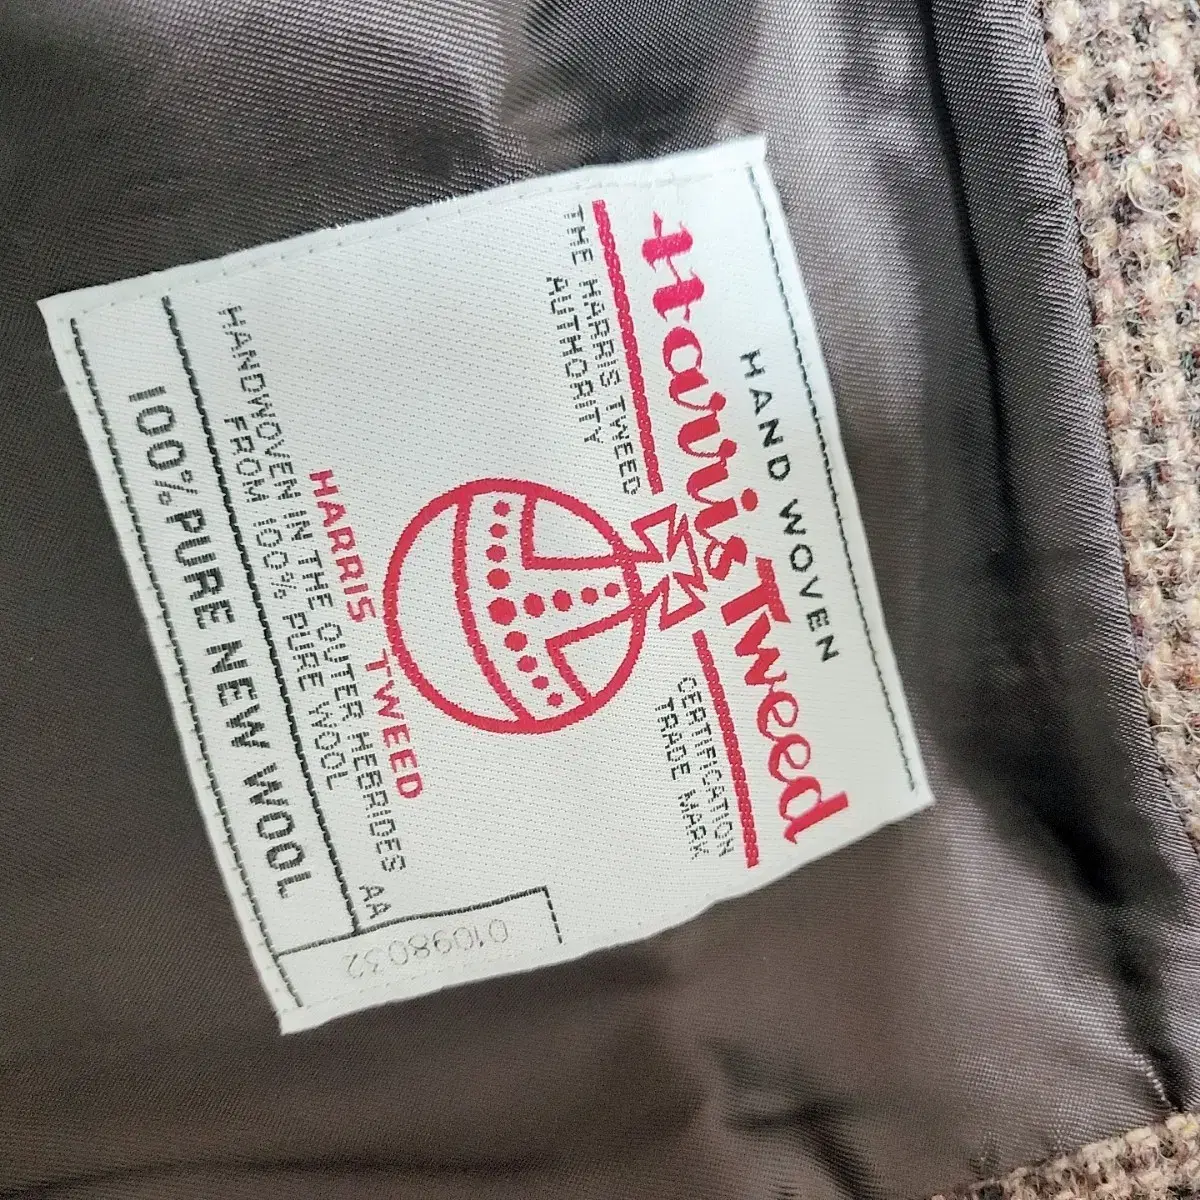 HAND WOVEN
Harris Tweed
THE HARRIS TWEED
AUTHORITY
CERTIFICATION
TRADE MARK
HARRIS TWEED
HANDWOVEN IN THE OUTER HEBRIDES
FROM 100% PURE WOOL
AA
01098032
100% PURE NEW WOOL